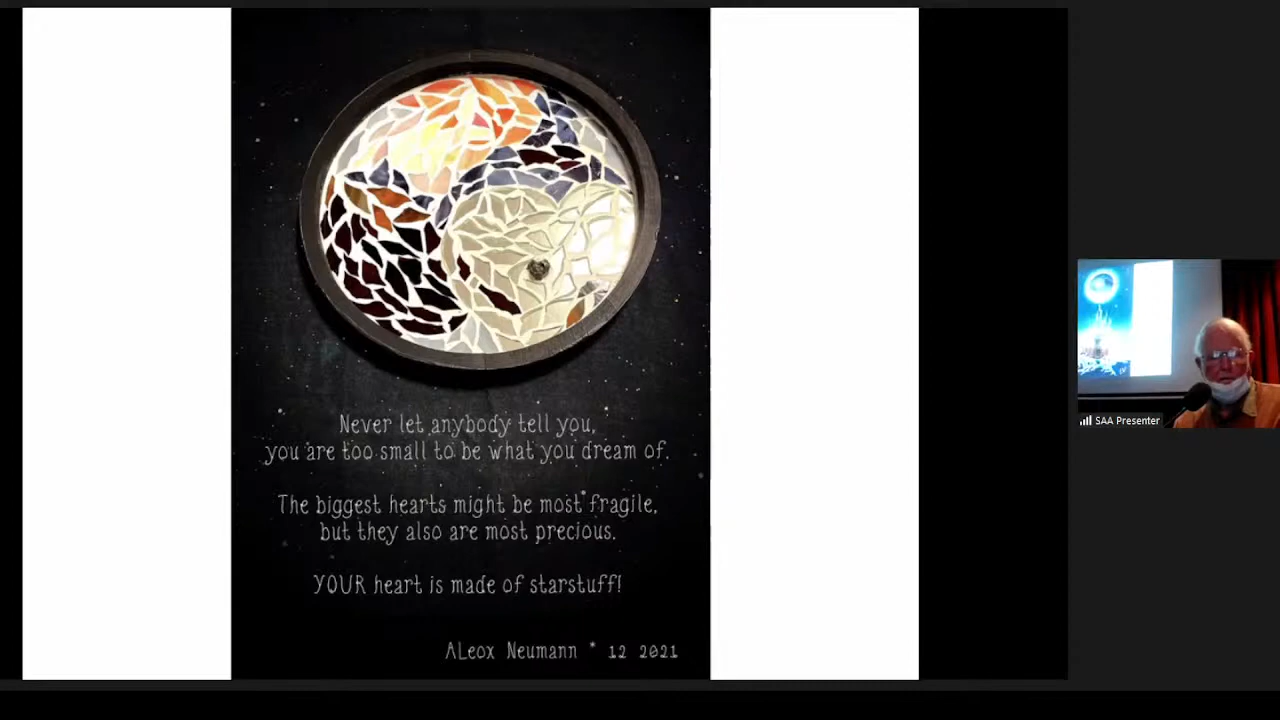 Never let anybody tell you,
you are too small to be what you dream of.
The biggest hearts might be most fragile,
but they also are most precious.
YOUR heart is made of starstuff!
ALeox Neumann * 12 2021
SAA Presenter